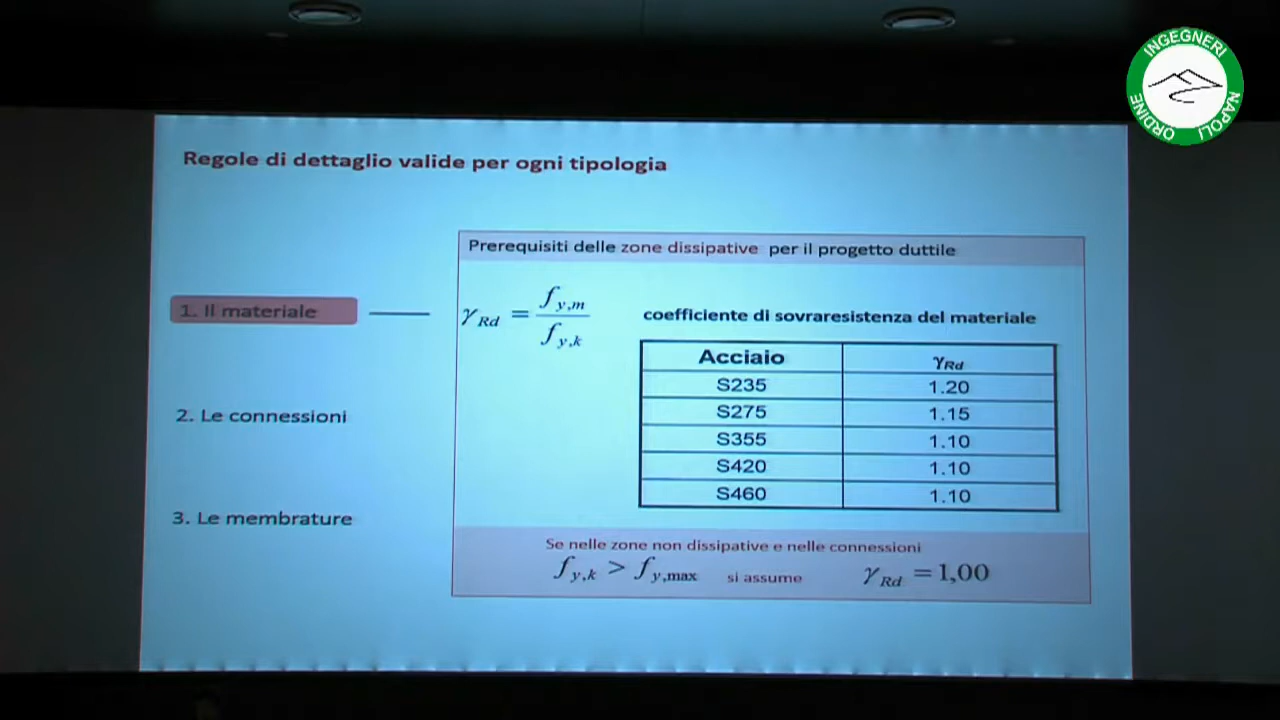 INGEGNERI
ORDINE NAPOLI
Regole di dettaglio valide per ogni tipologia
Prerequisiti delle zone dissipative per il progetto duttile
1. Il materiale
γRd = fy,m / fy,k
coefficiente di sovraresistenza del materiale
Acciaio γRd
S235 1.20
S275 1.15
S355 1.10
S420 1.10
S460 1.10
2. Le connessioni
3. Le membrature
Se nelle zone non dissipative e nelle connessioni
fy,k > fy,max si assume γRd = 1,00